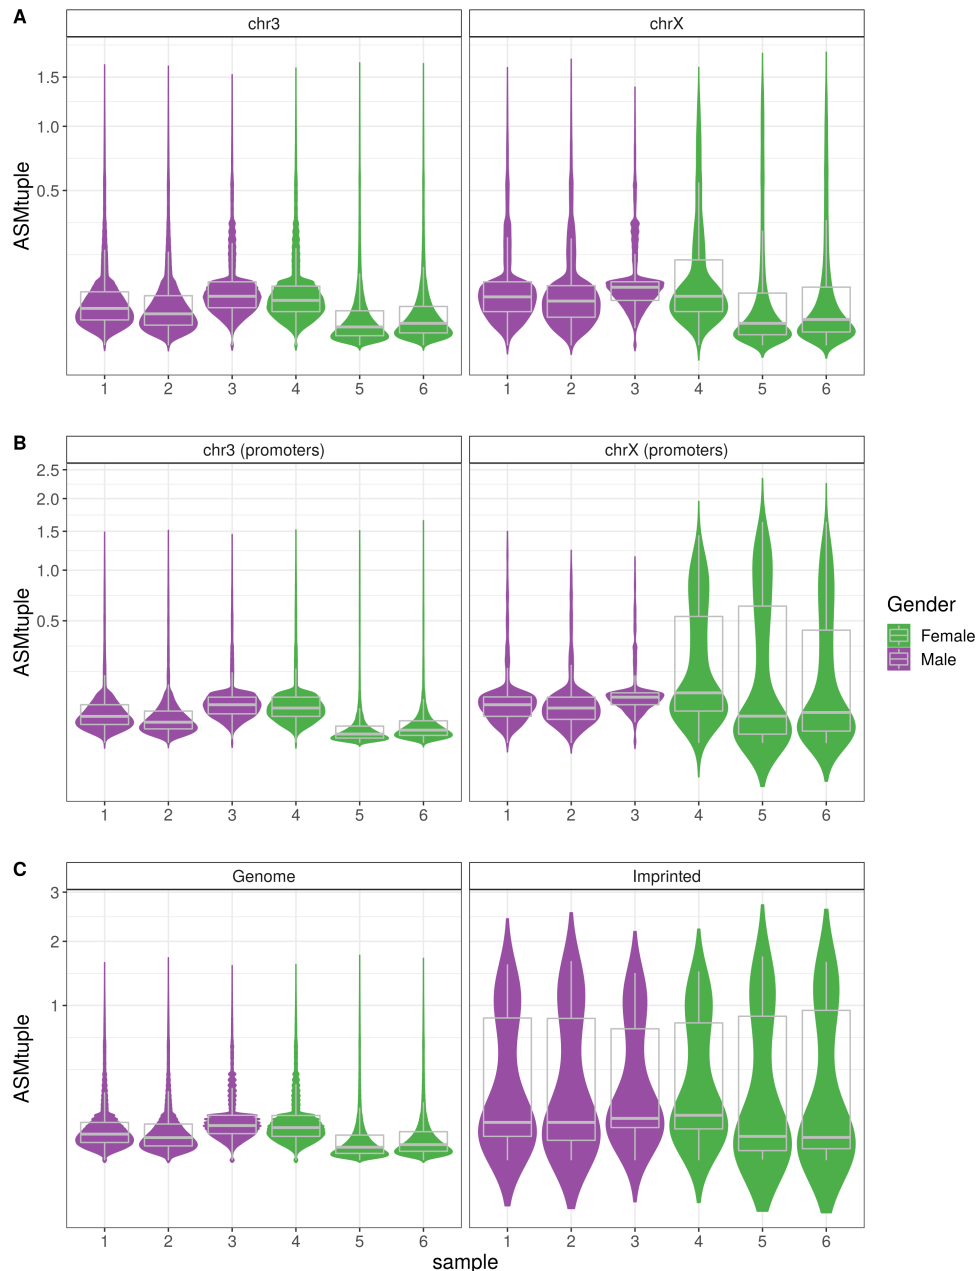 A
chr3 chrX
ASMtuple
1.5
1.0
0.5
1 2 3 4 5 6 1 2 3 4 5 6
B
chr3 (promoters) chrX (promoters)
ASMtuple
2.5
2.0
1.5
1.0
0.5
1 2 3 4 5 6 1 2 3 4 5 6
Gender
Female
Male
C
Genome Imprinted
ASMtuple
3
2
1
1 2 3 4 5 6 1 2 3 4 5 6
sample